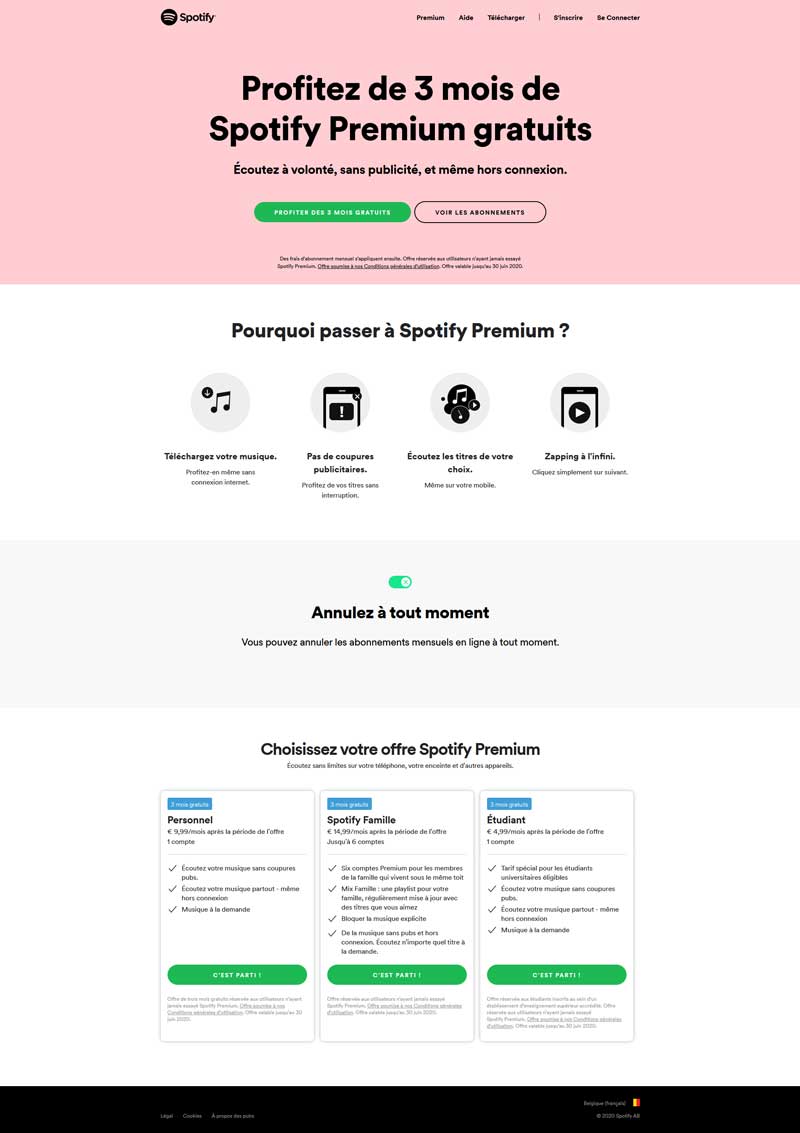 Spotify
Premium Aide Télécharger | S'inscrire Se Connecter
Profitez de 3 mois de
Spotify Premium gratuits
Écoutez à volonté, sans publicité, et même hors connexion.
PROFITER DES 3 MOIS GRATUITS
VOIR LES ABONNEMENTS
Des frais d'abonnement mensuel s'appliquent ensuite. Offre réservée aux utilisateurs n'ayant jamais essayé
Spotify Premium. Offre soumise à nos Conditions générales d'utilisation. Offre valable jusqu'au 30 juin 2020.
Pourquoi passer à Spotify Premium ?
Téléchargez votre musique.
Profitez-en même sans
connexion internet.
Pas de coupures
publicitaires.
Profitez de vos titres sans
interruption.
Écoutez les titres de votre
choix.
Même sur votre mobile.
Zapping à l'infini.
Cliquez simplement sur suivant.
Annulez à tout moment
Vous pouvez annuler les abonnements mensuels en ligne à tout moment.
Choisissez votre offre Spotify Premium
Écoutez sans limites sur votre téléphone, votre enceinte et d'autres appareils.
3 mois gratuits
Personnel
€ 9,99/mois après la période de l'offre
1 compte
Écoutez votre musique sans coupures
pubs.
Écoutez votre musique partout - même
hors connexion
Musique à la demande
C'EST PARTI !
Offre de trois mois gratuits réservée aux utilisateurs n'ayant
jamais essayé Spotify Premium. Offre soumise à nos
Conditions générales d'utilisation. Offre valable jusqu'au 30
juin 2020.
3 mois gratuits
Spotify Famille
€ 14,99/mois après la période de l'offre
Jusqu'à 6 comptes
Six comptes Premium pour les membres
de la famille qui vivent sous le même toit
Mix Famille : une playlist pour votre
famille, régulièrement mise à jour avec
des titres que vous aimez
Bloquer la musique explicite
De la musique sans pubs et hors
connexion. Écoutez n'importe quel titre à
la demande.
C'EST PARTI !
Offre réservée aux utilisateurs n'ayant jamais essayé
Spotify Premium. Offre soumise à nos Conditions générales
d'utilisation. Offre valable jusqu'au 30 juin 2020.
3 mois gratuits
Étudiant
€ 4,99/mois après la période de l'offre
1 compte
Tarif spécial pour les étudiants
universitaires éligibles
Écoutez votre musique sans coupures
pubs.
Écoutez votre musique partout - même
hors connexion
Musique à la demande
C'EST PARTI !
Offre réservée aux étudiants inscrits au sein d'un
établissement d'enseignement supérieur accrédité. Offre
réservée aux utilisateurs n'ayant jamais essayé
Spotify Premium. Offre soumise à nos Conditions générales
d'utilisation. Offre valable jusqu'au 30 juin 2020.
Belgique (français)
Légal Cookies À propos des pubs
© 2020 Spotify AB